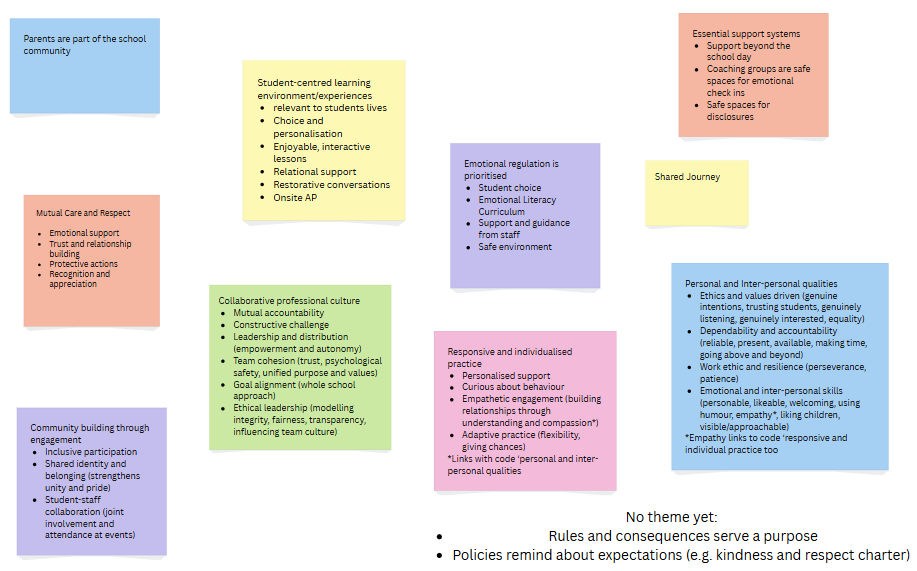 Parents are part of the school
community
Essential support systems
• Support beyond the
school day
• Coaching groups are safe
spaces for emotional
check ins
• Safe spaces for
disclosures
Student-centred learning
environment/experiences
• relevant to students lives
• Choice and
personalisation
• Enjoyable, interactive
lessons
• Relational support
• Restorative conversations
• Onsite AP
Emotional regulation is
prioritised
• Student choice
• Emotional Literacy
Curriculum
• Support and guidance
from staff
• Safe environment
Shared Journey
Mutual Care and Respect
• Emotional support
• Trust and relationship
building
• Protective actions
• Recognition and
appreciation
Collaborative professional culture
• Mutual accountability
• Constructive challenge
• Leadership and distribution
(empowerment and autonomy)
• Team cohesion (trust, psychological
safety, unified purpose and values)
• Goal alignment (whole school
approach)
• Ethical leadership (modelling
integrity, fairness, transparency,
influencing team culture)
Personal and Inter-personal qualities
• Ethics and values driven (genuine
intentions, trusting students, genuinely
listening, genuinely interested, equality)
• Dependability and accountability
(reliable, present, available, making time,
going above and beyond)
• Work ethic and resilience (perseverance,
patience)
• Emotional and inter-personal skills
(personable, likeable, welcoming, using
humour, empathy*, liking children,
visible/approachable)
*Empathy links to code 'responsive and
individual practice too
Responsive and individualised
practice
• Personalised support
• Curious about behaviour
• Empathetic engagement (building
relationships through
understanding and compassion*)
• Adaptive practice (flexibility,
giving chances)
*Links with code 'personal and inter-
personal qualities
Community building through
engagement
• Inclusive participation
• Shared identity and
belonging (strengthens
unity and pride)
• Student-staff
collaboration (joint
involvement and
attendance at events)
No theme yet:
• Rules and consequences serve a purpose
• Policies remind about expectations (e.g. kindness and respect charter)